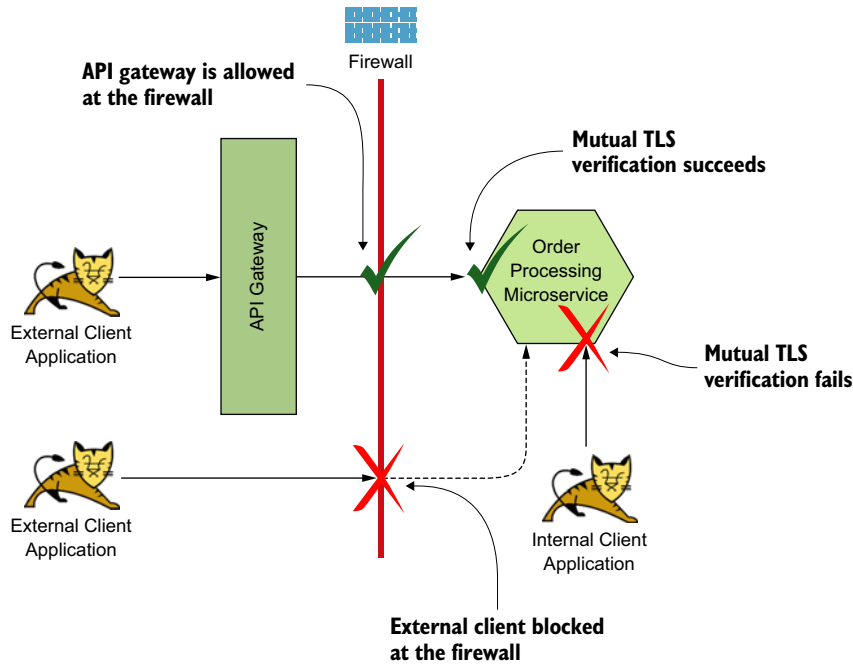 Firewall
API gateway is allowed
at the firewall
Mutual TLS
verification succeeds
API Gateway
Order
Processing
Microservice
External Client
Application
Mutual TLS
verification fails
External Client
Application
Internal Client
Application
External client blocked
at the firewall